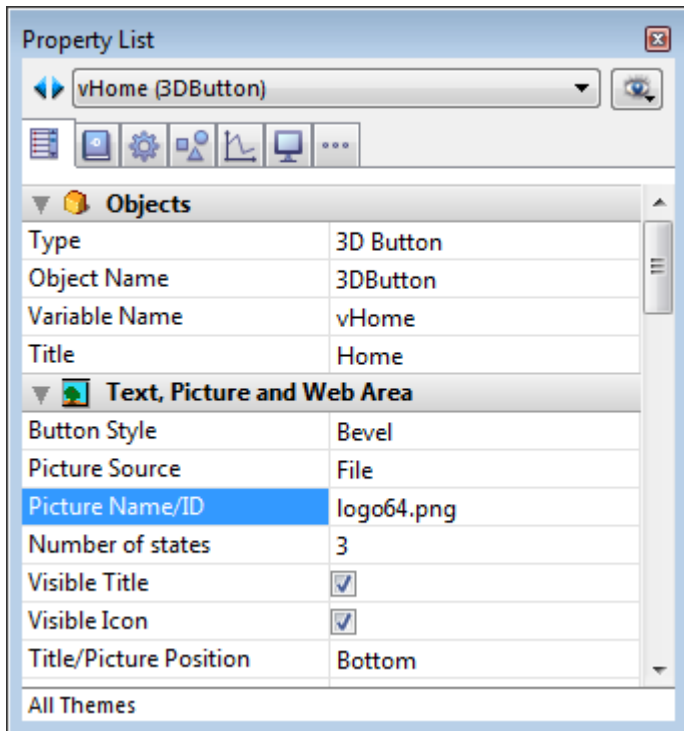 Property List
vHome (3DButton)
Objects
Type 3D Button
Object Name 3DButton
Variable Name vHome
Title Home
Text, Picture and Web Area
Button Style Bevel
Picture Source File
Picture Name/ID logo64.png
Number of states 3
Visible Title
Visible Icon
Title/Picture Position Bottom
All Themes